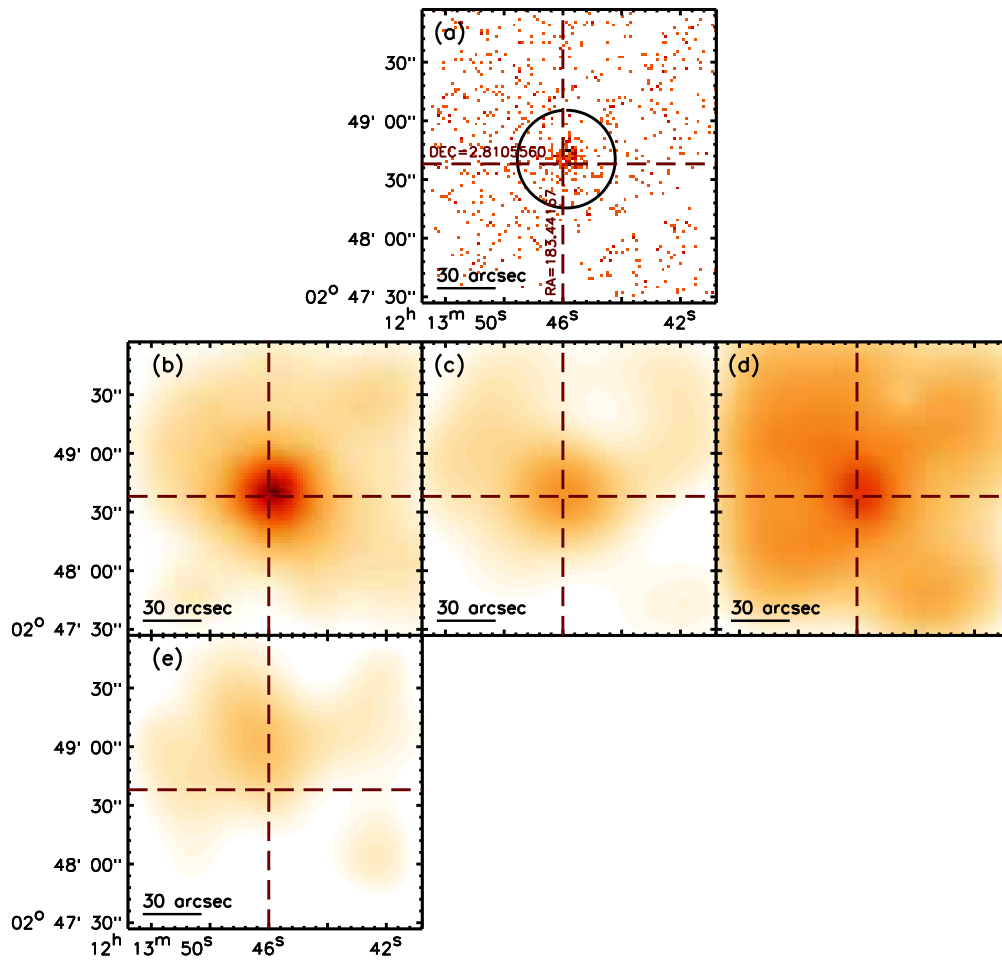 (a)
30"
49' 00"
DEC=2.8105560
30"
RA=183.44167
48' 00"
30 arcsec
02° 47' 30"
12ʰ 13ᵐ 50ˢ 46ˢ 42ˢ
(b) (c) (d)
30"
49' 00"
30"
48' 00"
30 arcsec 30 arcsec 30 arcsec
02° 47' 30"
(e)
30"
49' 00"
30"
48' 00"
30 arcsec
02° 47' 30"
12ʰ 13ᵐ 50ˢ 46ˢ 42ˢ